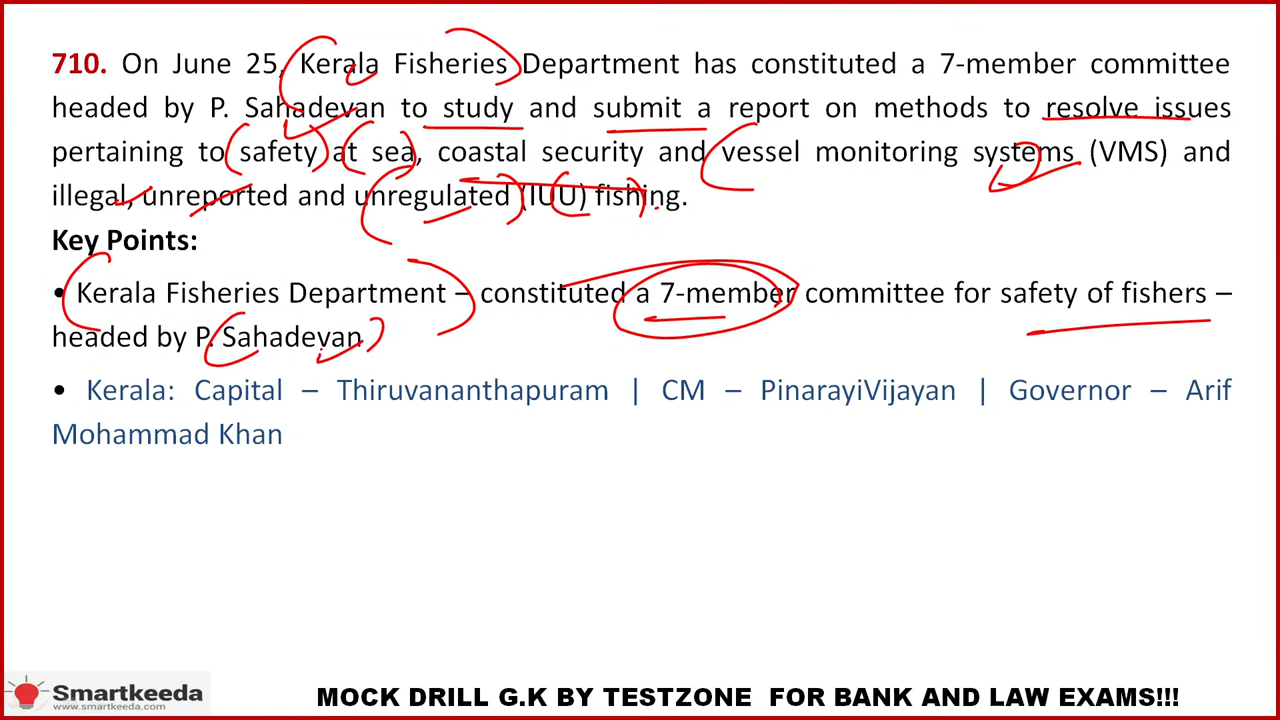 710. On June 25, Kerala Fisheries Department has constituted a 7-member committee
headed by P. Sahadevan to study and submit a report on methods to resolve issues
pertaining to safety at sea, coastal security and vessel monitoring systems (VMS) and
illegal, unreported and unregulated (IUU) fishing.
Key Points:
• Kerala Fisheries Department – constituted a 7-member committee for safety of fishers –
headed by P. Sahadevan
• Kerala: Capital – Thiruvananthapuram | CM – PinarayiVijayan | Governor – Arif
Mohammad Khan
Smartkeeda
www.smartkeeda.com
MOCK DRILL G.K BY TESTZONE FOR BANK AND LAW EXAMS!!!